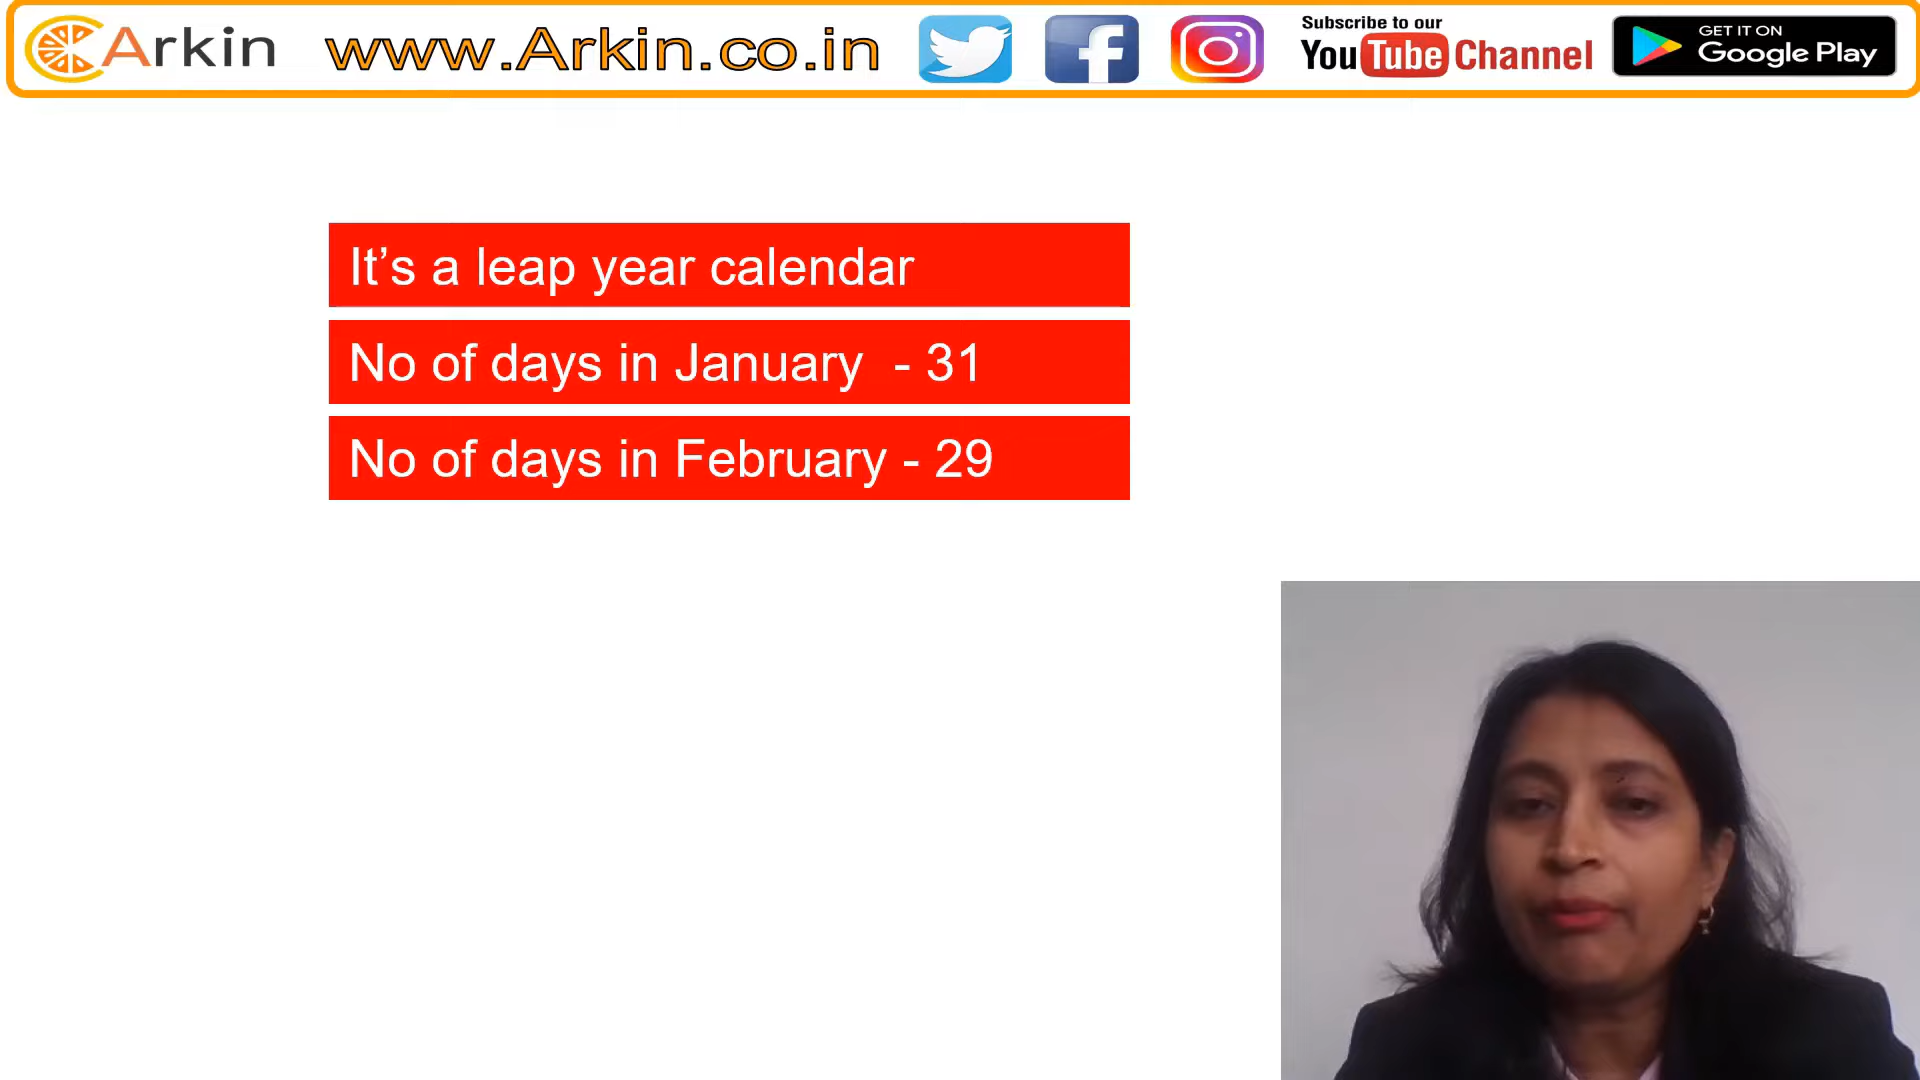 Arkin
www.Arkin.co.in
Subscribe to our
YouTube Channel
GET IT ON
Google Play
It’s a leap year calendar
No of days in January - 31
No of days in February - 29